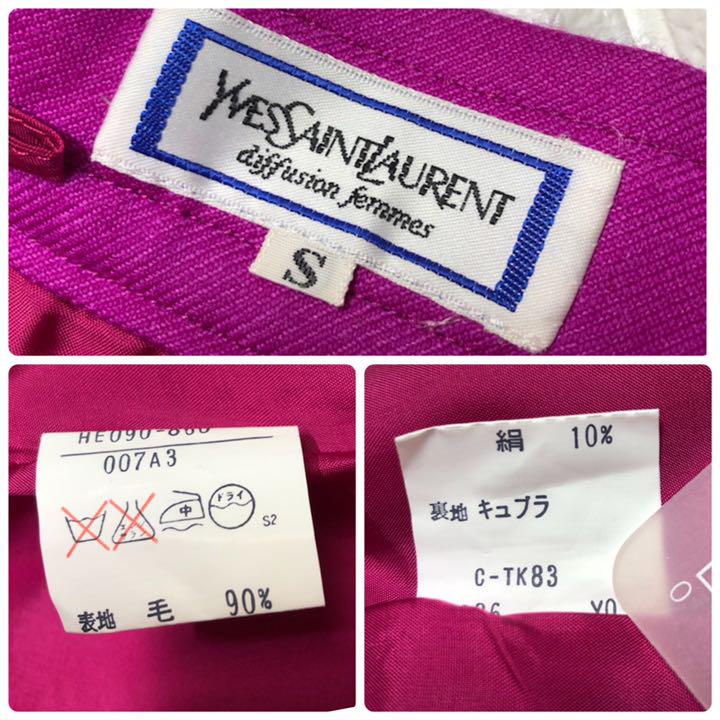 YVESSAINTLAURENT
diffusion femmes
S
007A3
中 ドライ
S2
表地 毛 90%
絹 10%
裏地 キュプラ
C-TK83